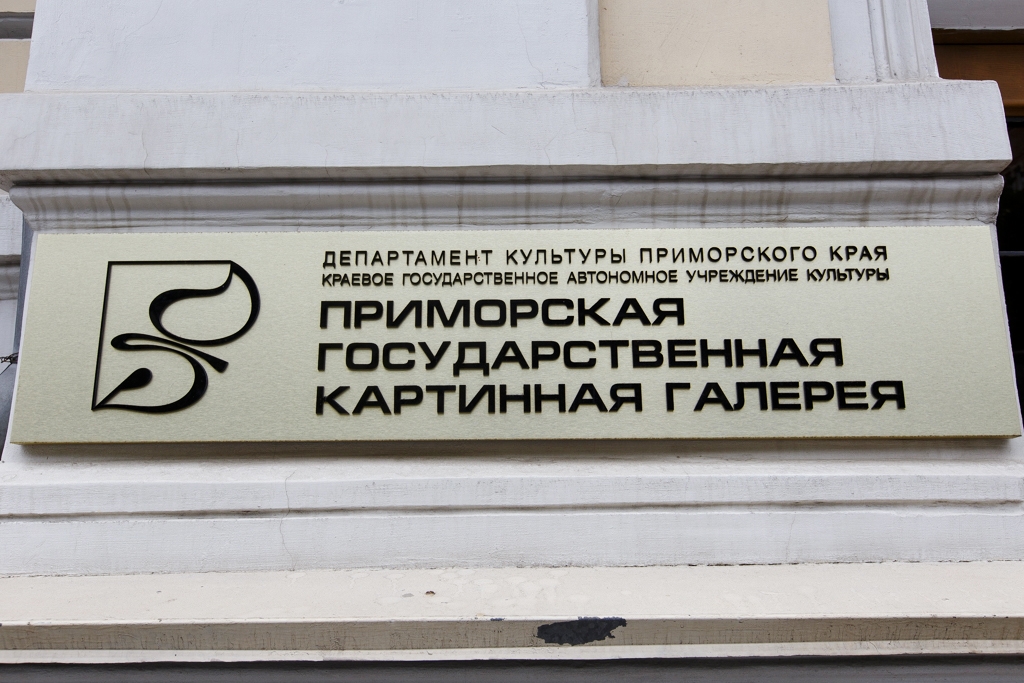 ДЕПАРТАМЕНТ КУЛЬТУРЫ ПРИМОРСКОГО КРАЯ
КРАЕВОЕ ГОСУДАРСТВЕННОЕ АВТОНОМНОЕ УЧРЕЖДЕНИЕ КУЛЬТУРЫ
ПРИМОРСКАЯ
ГОСУДАРСТВЕННАЯ
КАРТИННАЯ ГАЛЕРЕЯ